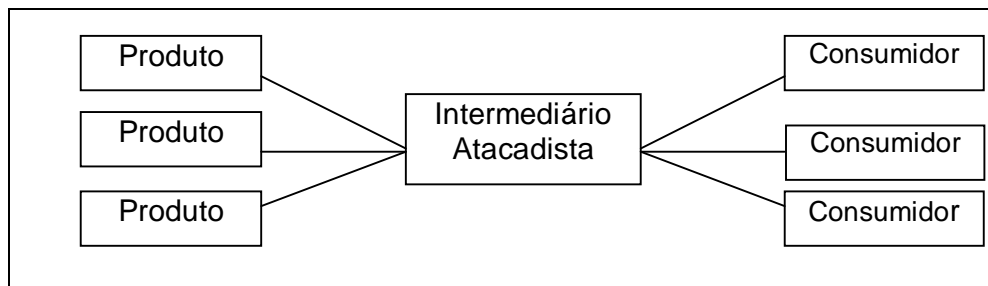 Produto
Produto
Produto
Intermediário
Atacadista
Consumidor
Consumidor
Consumidor